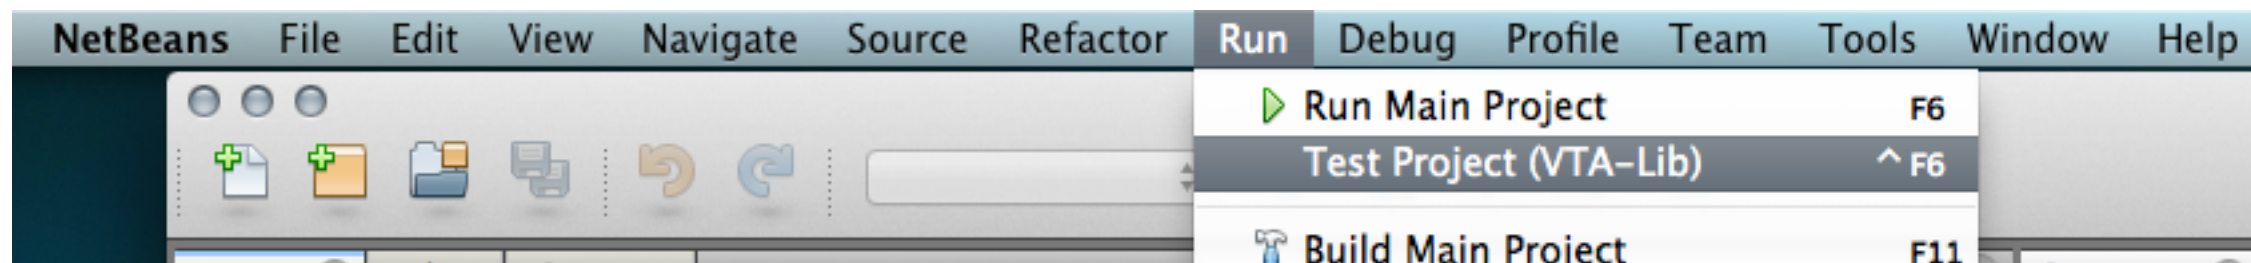 NetBeans File Edit View Navigate Source Refactor Run Debug Profile Team Tools Window Help
Run Main Project F6
Test Project (VTA-Lib) ^ F6
Build Main Project F11